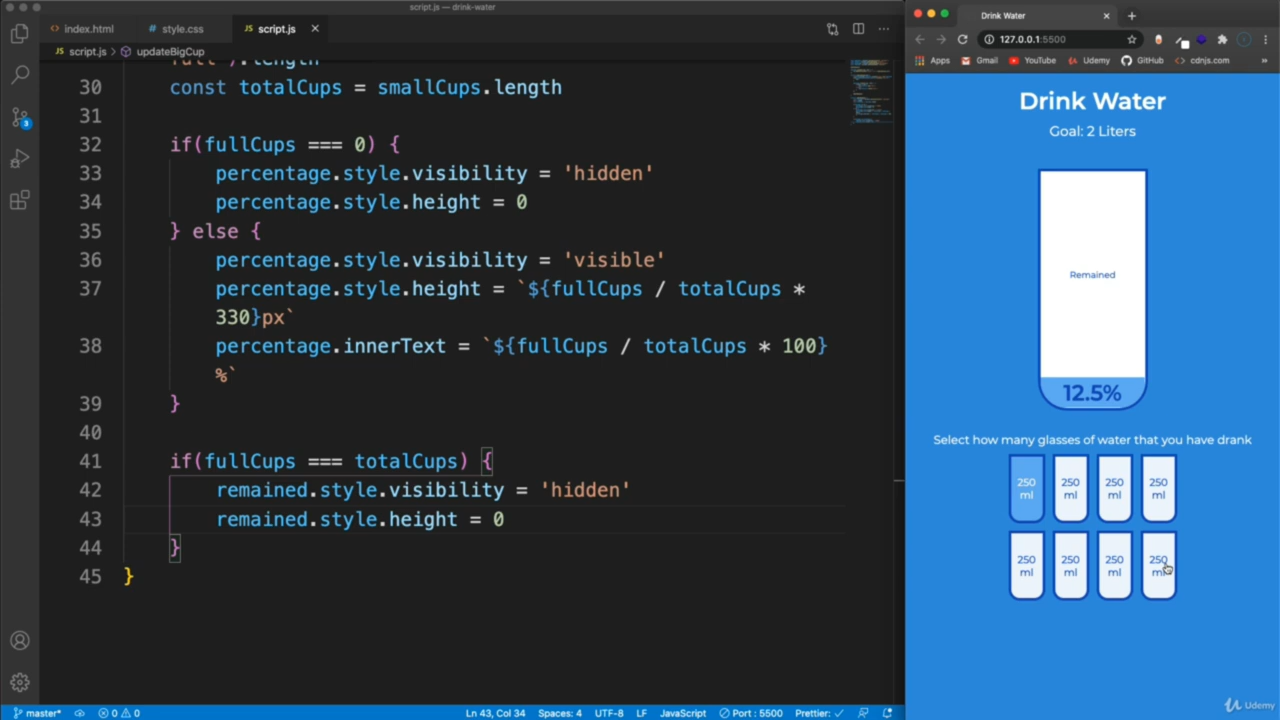 script.js — drink-water
index.html
style.css
script.js
script.js > updateBigCup
full').length
30 const totalCups = smallCups.length
31
32 if(fullCups === 0) {
33 percentage.style.visibility = 'hidden'
34 percentage.style.height = 0
35 } else {
36 percentage.style.visibility = 'visible'
37 percentage.style.height = `${fullCups / totalCups *
330}px`
38 percentage.innerText = `${fullCups / totalCups * 100}
%`
39 }
40
41 if(fullCups === totalCups) {
42 remained.style.visibility = 'hidden'
43 remained.style.height = 0
44 }
45 }
3
master* 0 0 Ln 43, Col 34 Spaces: 4 UTF-8 LF JavaScript Port : 5500 Prettier: ✓
Drink Water
127.0.0.1:5500
Apps Gmail YouTube Udemy GitHub cdnjs.com »
Drink Water
Goal: 2 Liters
Remained
12.5%
Select how many glasses of water that you have drank
250 250 250 250
ml ml ml ml
250 250 250 250
ml ml ml ml
Udemy